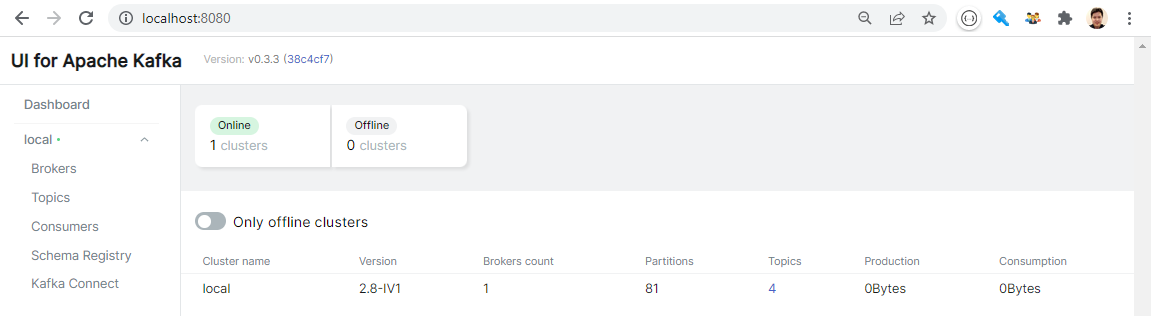 localhost:8080
UI for Apache Kafka Version: v0.3.3 (38c4cf7)
Dashboard
local
Brokers
Topics
Consumers
Schema Registry
Kafka Connect
Online
1 clusters
Offline
0 clusters
Only offline clusters
Cluster name Version Brokers count Partitions Topics Production Consumption
local 2.8-IV1 1 81 4 0Bytes 0Bytes